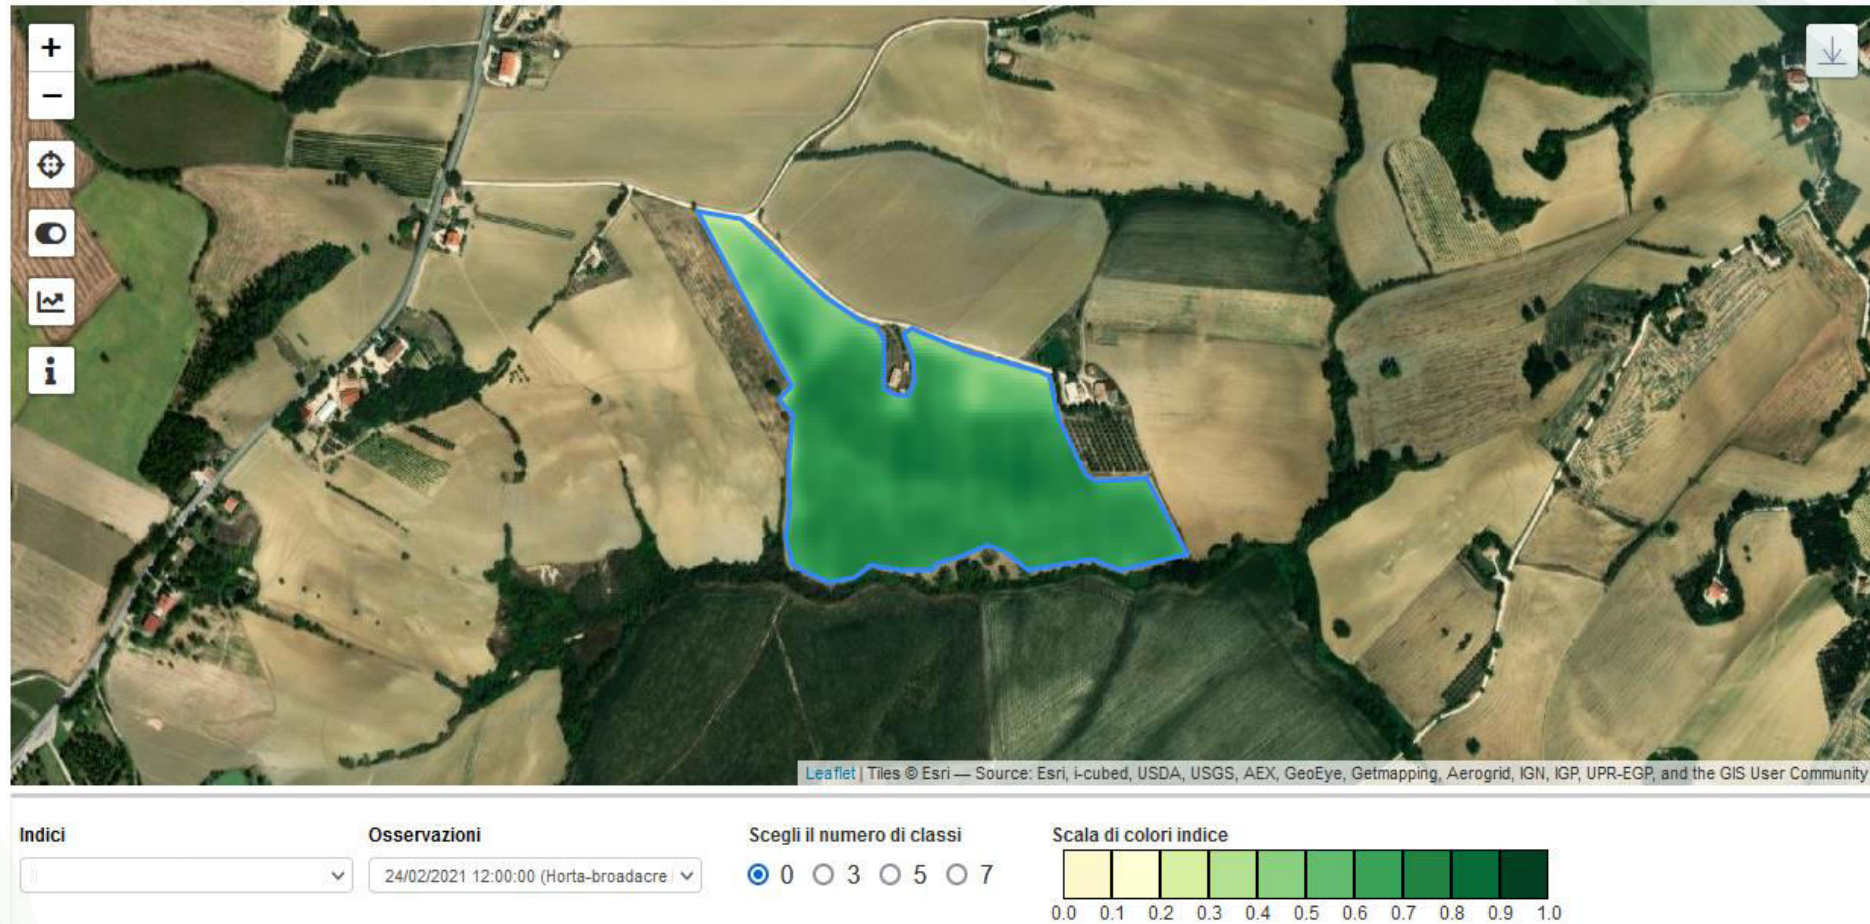 +
−
i
Leaflet | Tiles © Esri — Source: Esri, i-cubed, USDA, USGS, AEX, GeoEye, Getmapping, Aerogrid, IGN, IGP, UPR-EGP, and the GIS User Community
Indici
Osservazioni
Scegli il numero di classi
Scala di colori indice
24/02/2021 12:00:00 (Horta-broadacre
0 3 5 7
0.0 0.1 0.2 0.3 0.4 0.5 0.6 0.7 0.8 0.9 1.0